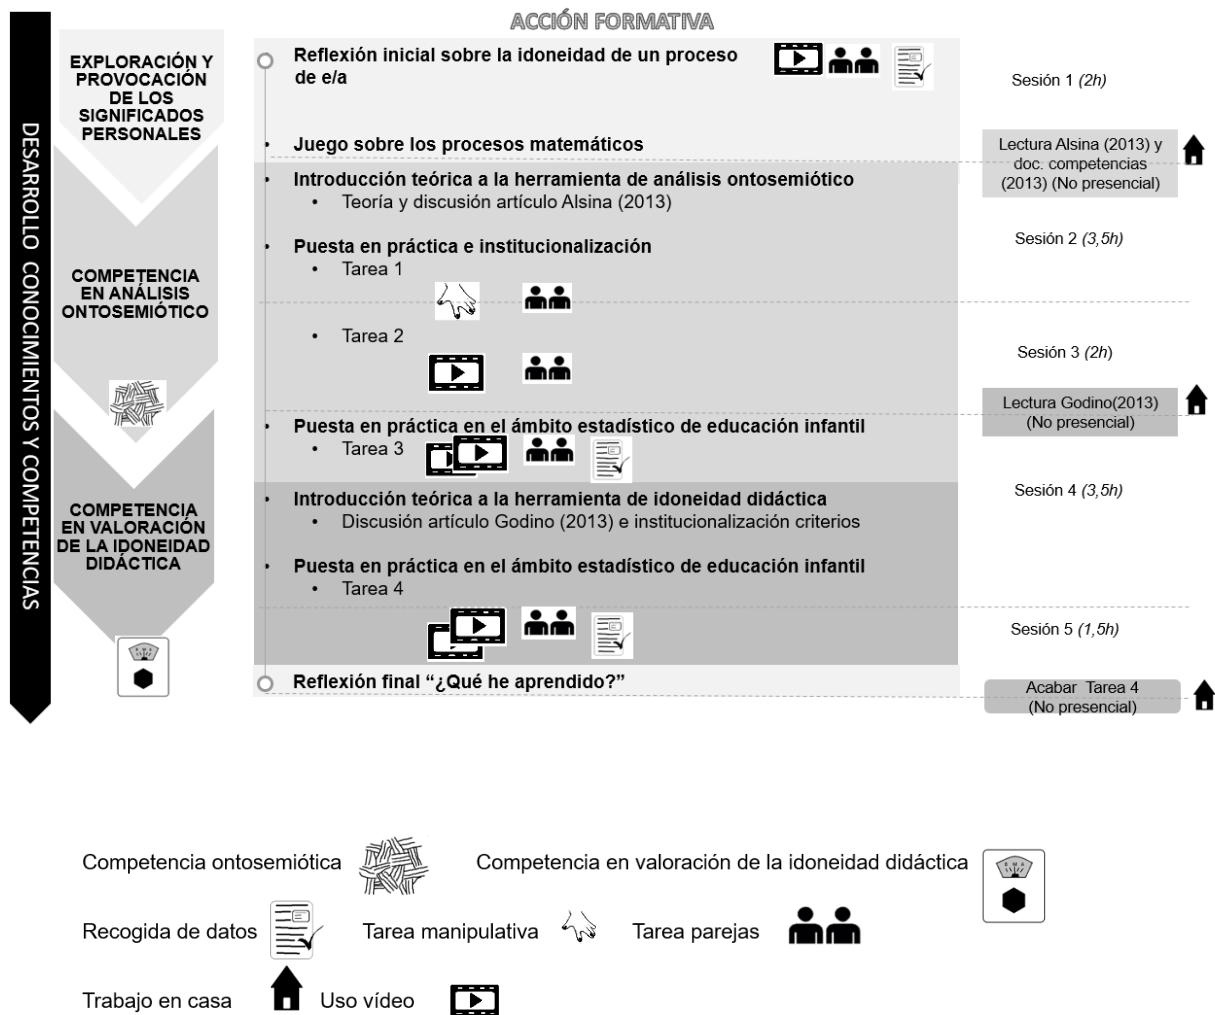 ACCIÓN FORMATIVA
DESARROLLO CONOCIMIENTOS Y COMPETENCIAS
EXPLORACIÓN Y
PROVOCACIÓN
DE LOS
SIGNIFICADOS
PERSONALES
COMPETENCIA
EN ANÁLISIS
ONTOSEMIÓTICO
COMPETENCIA
EN VALORACIÓN
DE LA IDONEIDAD
DIDÁCTICA
Reflexión inicial sobre la idoneidad de un proceso
de e/a
• Juego sobre los procesos matemáticos
• Introducción teórica a la herramienta de análisis ontosemiótico
• Teoría y discusión artículo Alsina (2013)
• Puesta en práctica e institucionalización
• Tarea 1
• Tarea 2
• Puesta en práctica en el ámbito estadístico de educación infantil
• Tarea 3
• Introducción teórica a la herramienta de idoneidad didáctica
• Discusión artículo Godino (2013) e institucionalización criterios
• Puesta en práctica en el ámbito estadístico de educación infantil
• Tarea 4
Reflexión final “¿Qué he aprendido?”
Sesión 1 (2h)
Lectura Alsina (2013) y
doc. competencias
(2013) (No presencial)
Sesión 2 (3,5h)
Sesión 3 (2h)
Lectura Godino(2013)
(No presencial)
Sesión 4 (3,5h)
Sesión 5 (1,5h)
Acabar Tarea 4
(No presencial)
Competencia ontosemiótica
Competencia en valoración de la idoneidad didáctica
Recogida de datos
Tarea manipulativa
Tarea parejas
Trabajo en casa
Uso vídeo